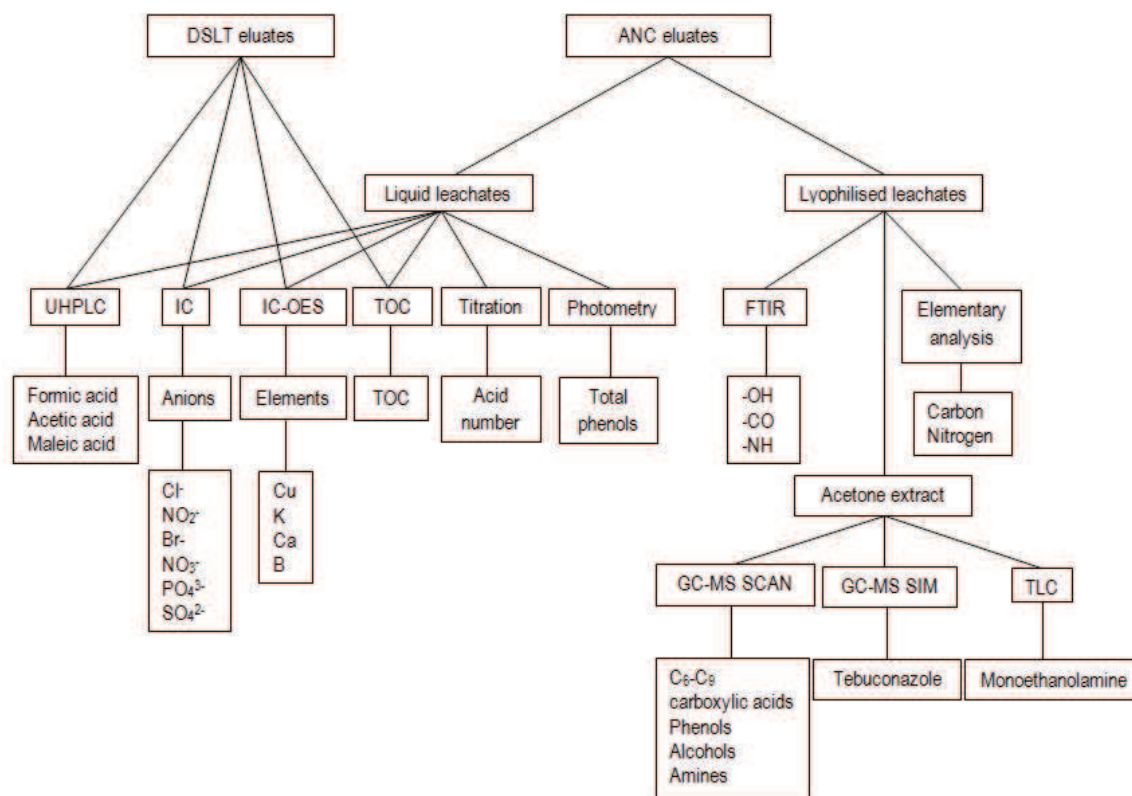 DSLT eluates
ANC eluates
Liquid leachates
Lyophilised leachates
UHPLC
IC
IC-OES
TOC
Titration
Photometry
FTIR
Elementary
analysis
Formic acid
Acetic acid
Maleic acid
Anions
Elements
TOC
Acid
number
Total
phenols
-OH
-CO
-NH
Carbon
Nitrogen
Cl⁻
NO₂⁻
Br-
NO₃⁻
PO₄³⁻
SO₄²⁻
Cu
K
Ca
B
Acetone extract
GC-MS SCAN
GC-MS SIM
TLC
C₆-C₉
carboxylic acids
Phenols
Alcohols
Amines
Tebuconazole
Monoethanolamine